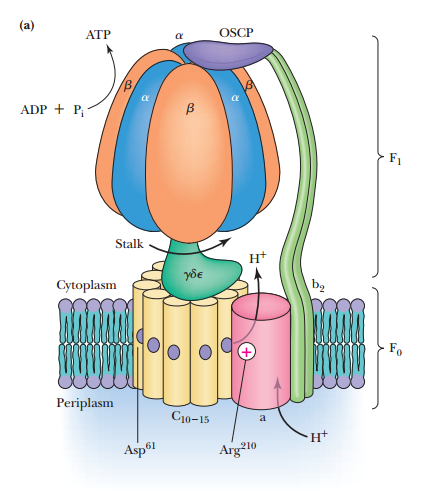 (a)
ATP
α
OSCP
β
α
β
α
β
ADP + Pᵢ
F₁
Stalk
H⁺
γδϵ
Cytoplasm
b₂
F₀
+
Periplasm
C₁₀₋₁₅
a
H⁺
Asp⁶¹
Arg²¹⁰